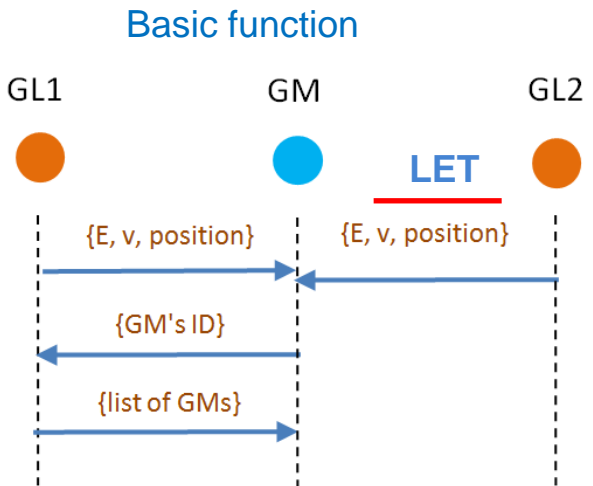 Basic function
GL1
GM
GL2
LET
{E, v, position}
{E, v, position}
{GM's ID}
{list of GMs}